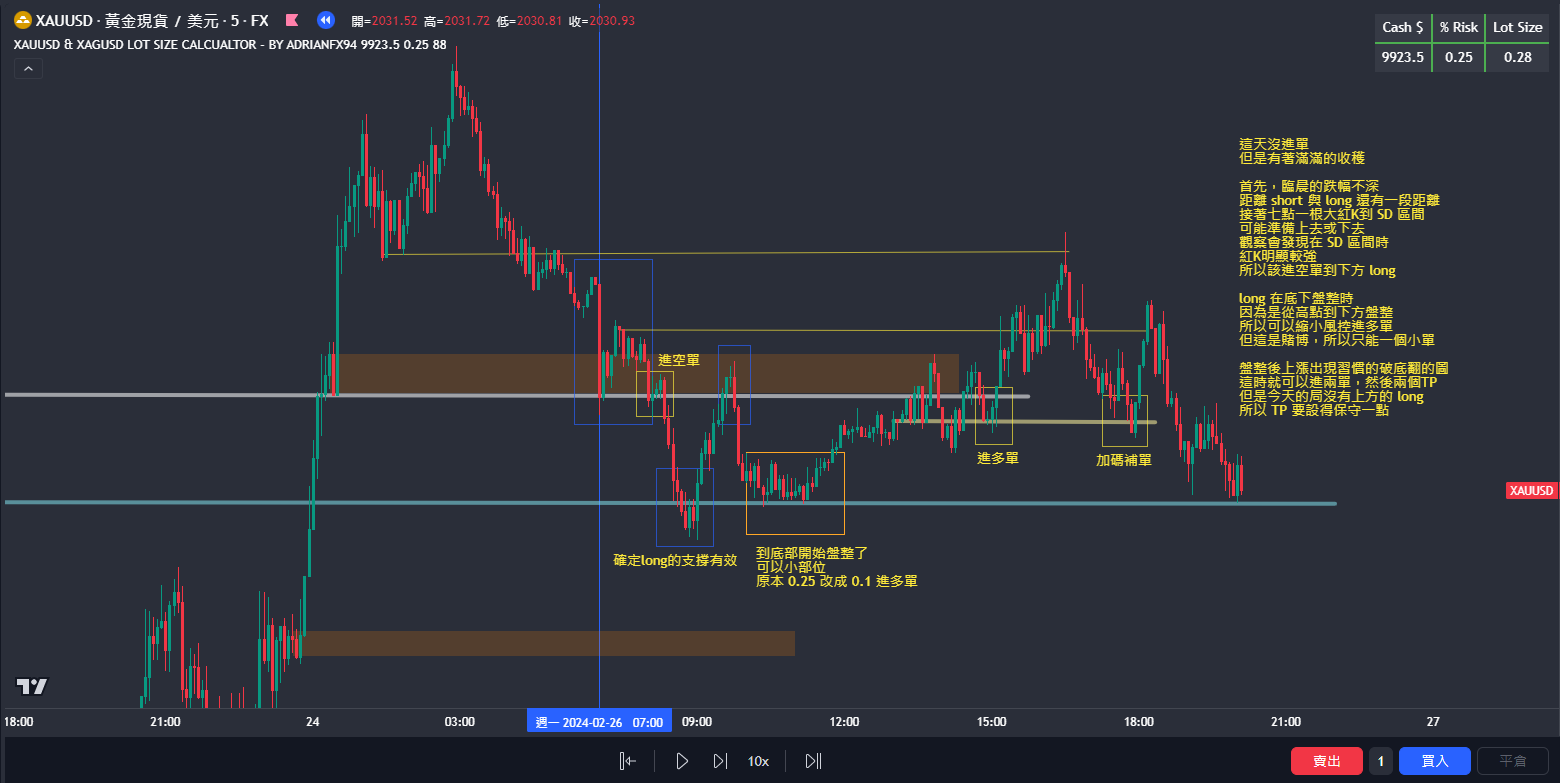 XAUUSD · 黃金現貨 / 美元 · 5 · FX 開=2031.52 高=2031.72 低=2030.81 收=2030.93
XAUUSD & XAGUSD LOT SIZE CALCUALTOR - BY ADRIANFX94 9923.5 0.25 88
Cash $ % Risk Lot Size
9923.5 0.25 0.28
這天沒進單
但是有著滿滿的收穫
首先，臨晨的跌幅不深
距離 short 與 long 還有一段距離
接著七點一根大紅K到 SD 區間
可能準備上去或下去
觀察會發現在 SD 區間時
紅K明顯較強
所以該進空單到下方 long
long 在底下盤整時
因為是從高點到下方盤整
所以可以縮小風控進多單
但這是賭博，所以只能一個小單
盤整後上漲出現習慣的破底翻的圖
這時就可以進兩單，然後兩個TP
但是今天的局沒有上方的 long
所以 TP 要設得保守一點
進空單
進多單
加碼補單
XAUUSD
確定long的支撐有效
到底部開始盤整了
可以小部位
原本 0.25 改成 0.1 進多單
18:00 21:00 24 03:00 週一 2024-02-26 07:00 09:00 12:00 15:00 18:00 21:00 27
10x
賣出 1 買入 平倉